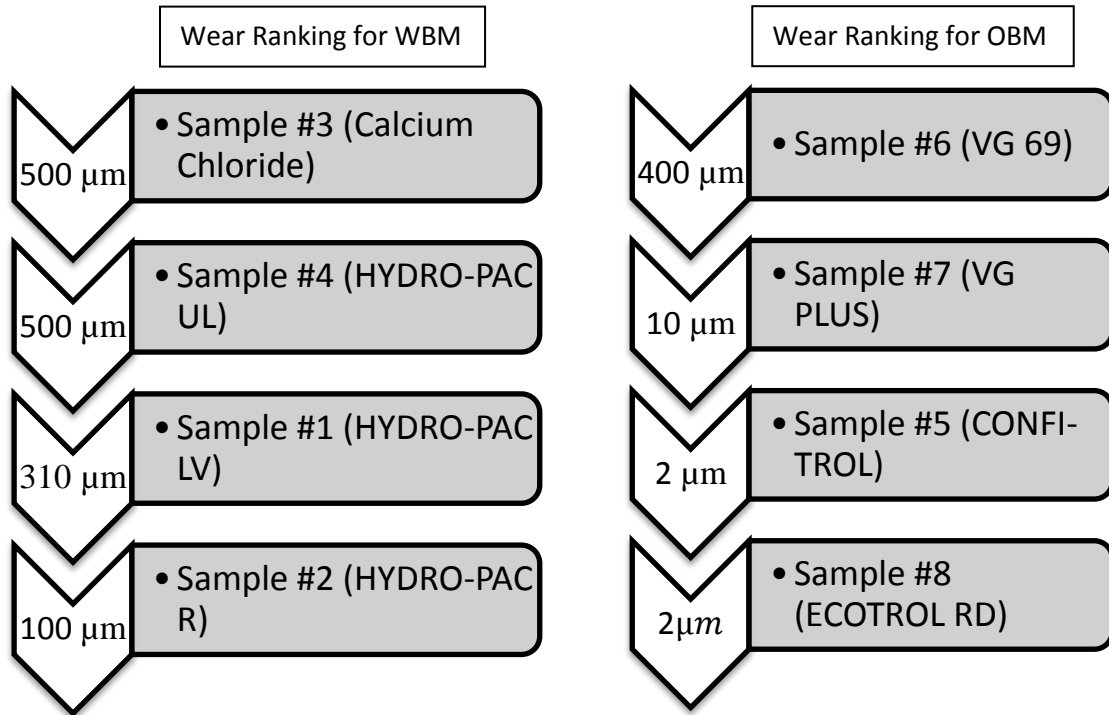 Wear Ranking for WBM
500 μm
• Sample #3 (Calcium
Chloride)
500 μm
• Sample #4 (HYDRO-PAC
UL)
310 μm
• Sample #1 (HYDRO-PAC
LV)
100 μm
• Sample #2 (HYDRO-PAC
R)
Wear Ranking for OBM
400 μm
• Sample #6 (VG 69)
10 μm
• Sample #7 (VG
PLUS)
2 μm
• Sample #5 (CONFI-
TROL)
2μm
• Sample #8
(ECOTROL RD)